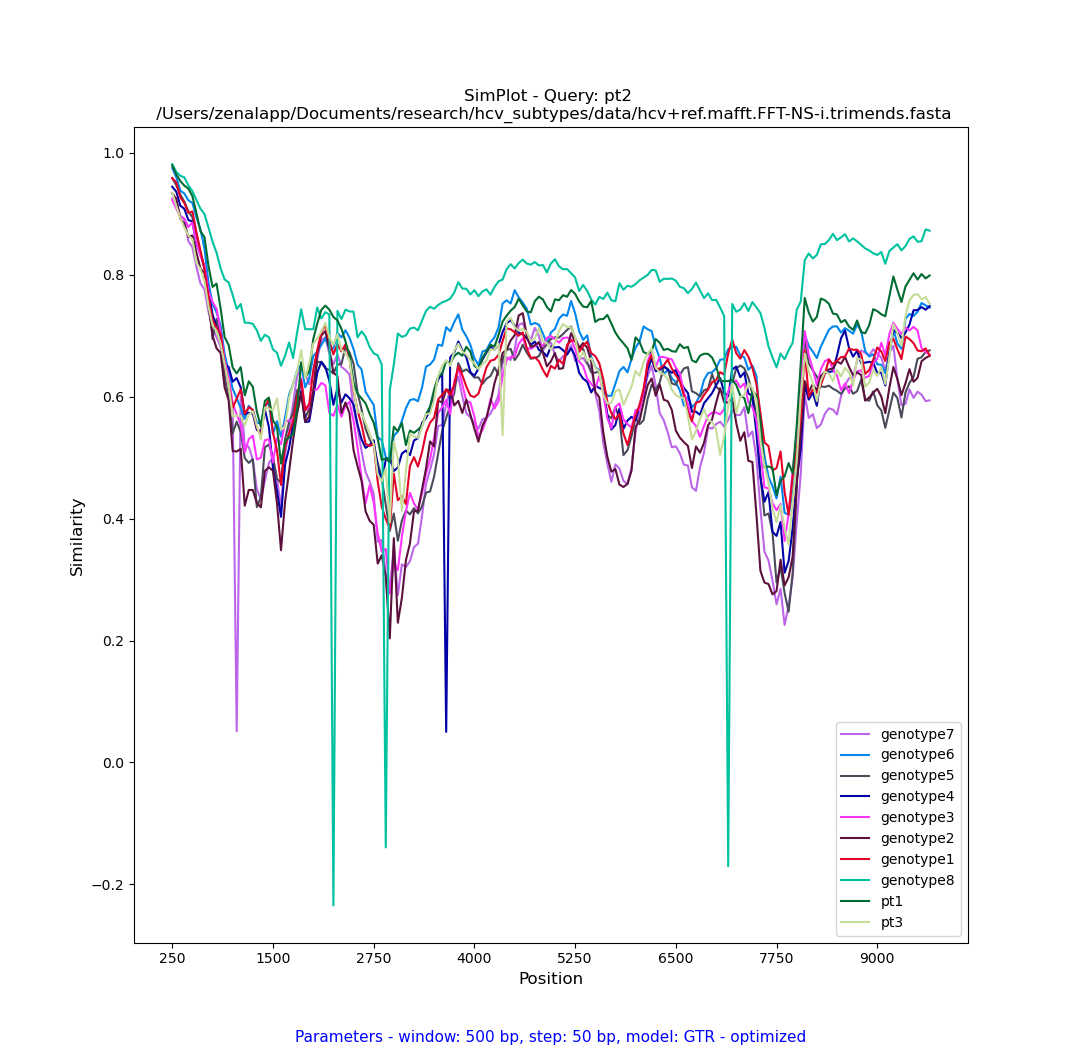 SimPlot - Query: pt2
/Users/zenalapp/Documents/research/hcv_subtypes/data/hcv+ref.mafft.FFT-NS-i.trimends.fasta
1.0
0.8
0.6
0.4
0.2
0.0
−0.2
Similarity
genotype7
genotype6
genotype5
genotype4
genotype3
genotype2
genotype1
genotype8
pt1
pt3
250 1500 2750 4000 5250 6500 7750 9000
Position
Parameters - window: 500 bp, step: 50 bp, model: GTR - optimized